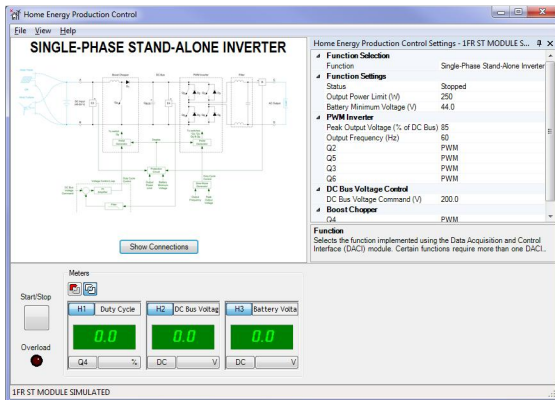 Home Energy Production Control
File View Help
SINGLE-PHASE STAND-ALONE INVERTER
Show Connections
Home Energy Production Control Settings - 1FR ST MODULE S...
Function Selection
Function Single-Phase Stand-Alone Inverter
Function Settings
Status Stopped
Output Power Limit (W) 250
Battery Minimum Voltage (V) 44.0
PWM Inverter
Peak Output Voltage (% of DC Bus) 85
Output Frequency (Hz) 60
Q2 PWM
Q5 PWM
Q3 PWM
Q6 PWM
DC Bus Voltage Control
DC Bus Voltage Command (V) 200.0
Boost Chopper
Q4 PWM
Function
Selects the function implemented using the Data Acquisition and Control
Interface (DACI) module. Certain functions require more than one DACI..
Meters
Start/Stop
Overload
H1 Duty Cycle H2 DC Bus Voltag H3 Battery Volta
0.0 0.0 0.0
Q4 % DC V DC V
1FR ST MODULE SIMULATED